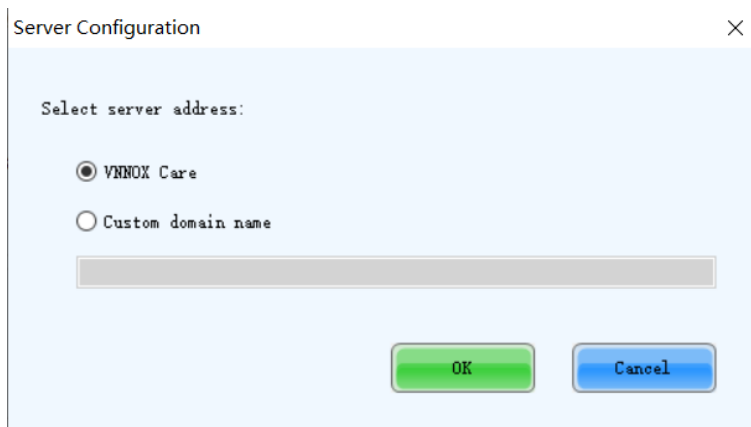 Server Configuration
Select server address:
VNNOX Care
Custom domain name
OK
Cancel